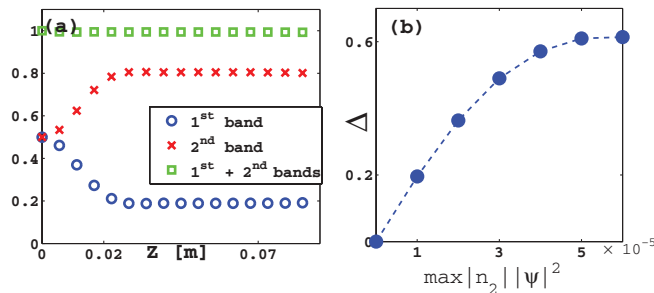 (a)
1
0.8
0.6
0.4
0.2
0
0.02
0.07
Z [m]
1st band
2nd band
1st + 2nd bands
(b)
0.6
0.2
0
Δ
1
3
5
× 10-5
max|n2||ψ|2